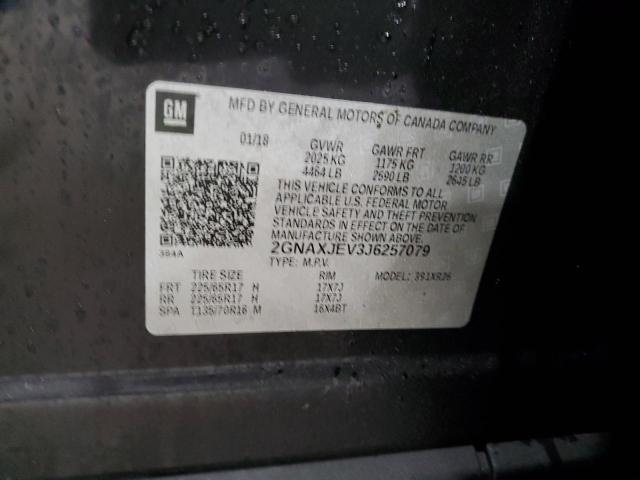 GM
MFD BY GENERAL MOTORS OF CANADA COMPANY
01/18 GVWR GAWR FRT GAWR RR
2025 KG 1175 KG 1200 KG
4464 LB 2590 LB 2645 LB
THIS VEHICLE CONFORMS TO ALL
APPLICABLE U.S. FEDERAL MOTOR
VEHICLE SAFETY AND THEFT PREVENTION
STANDARDS IN EFFECT ON THE DATE OF
MANUFACTURE SHOWN ABOVE.
384A 2GNAXJEV3J6257079
TYPE: M.P.V. MODEL: 391XR26
TIRE SIZE RIM
FRT 225/65R17 H 17X7J
RR 225/65R17 H 17X7J
SPA T135/70R16 M 16X4BT